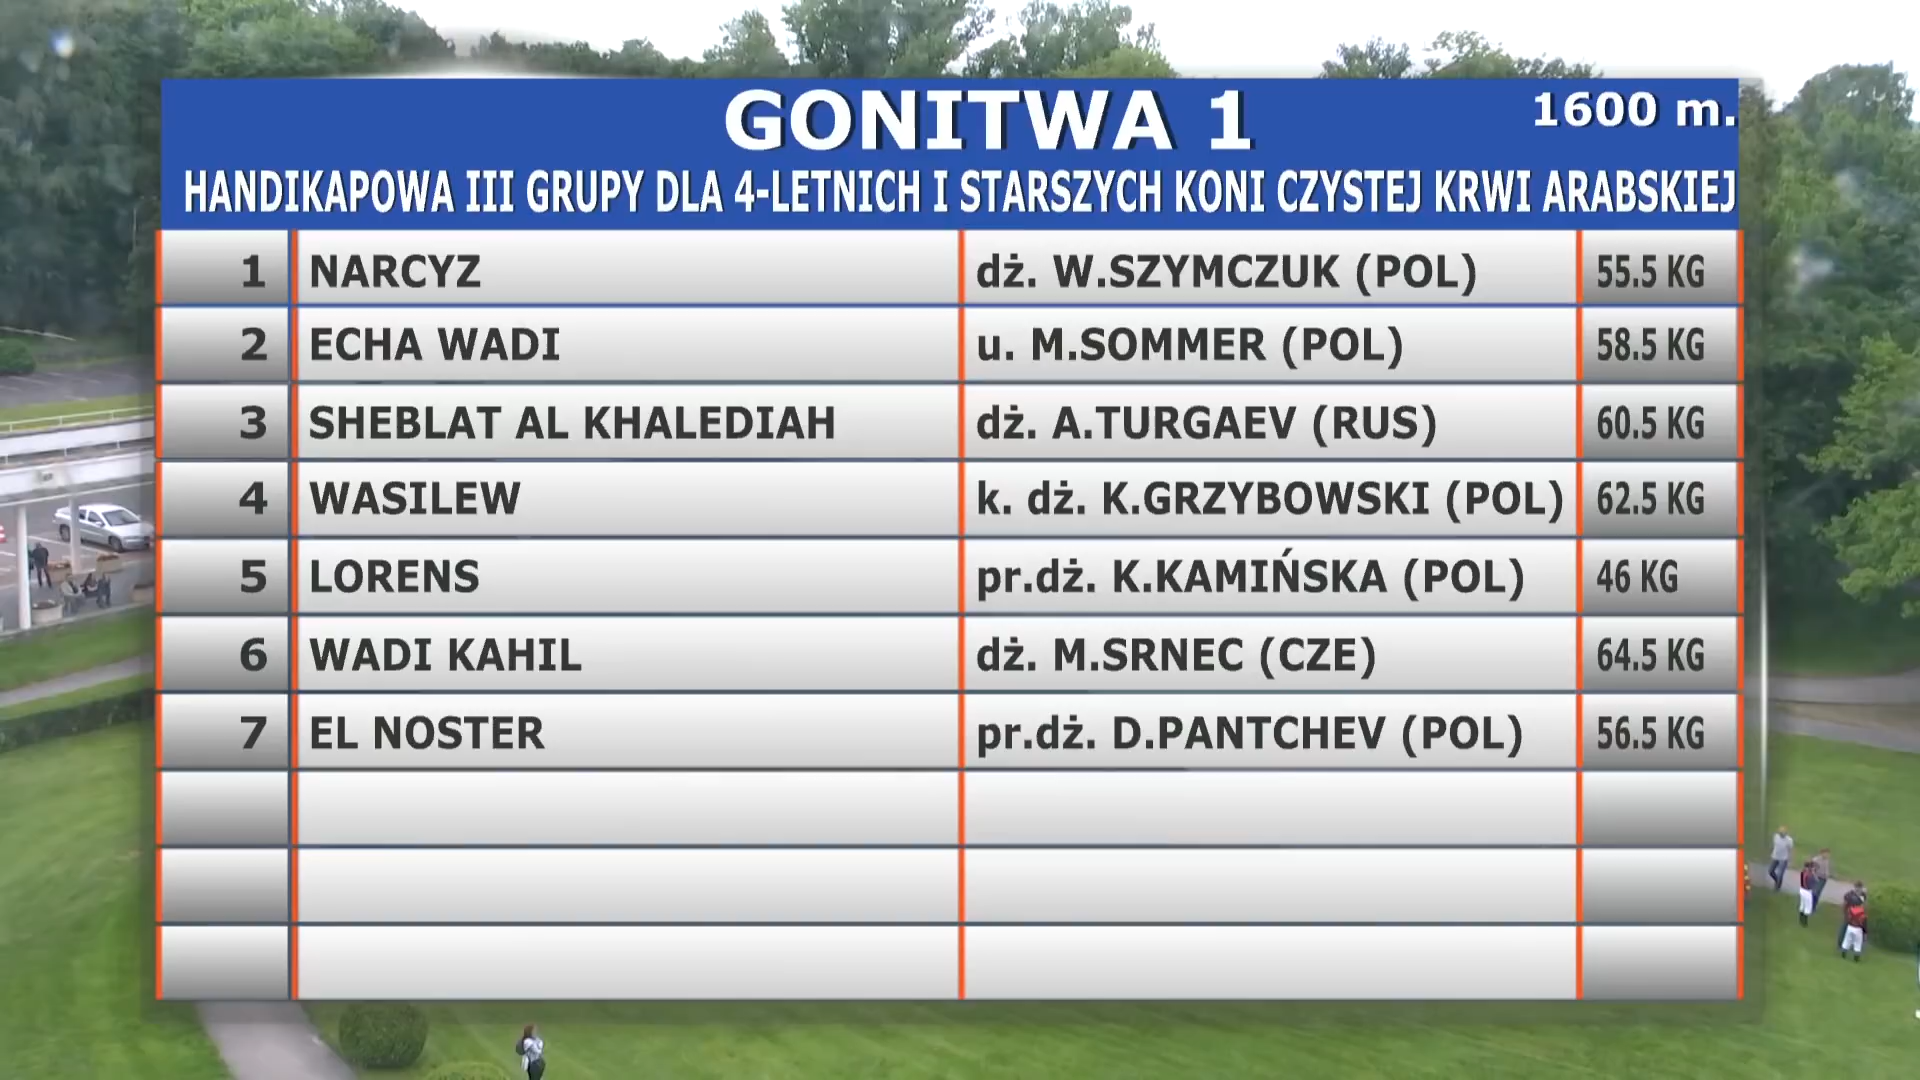 GONITWA 1
1600 m.
HANDIKAPOWA III GRUPY DLA 4-LETNICH I STARSZYCH KONI CZYSTEJ KRWI ARABSKIEJ
1 NARCYZ dż. W.SZYMCZUK (POL) 55.5 KG
2 ECHA WADI u. M.SOMMER (POL) 58.5 KG
3 SHEBLAT AL KHALEDIAH dż. A.TURGAEV (RUS) 60.5 KG
4 WASILEW k. dż. K.GRZYBOWSKI (POL) 62.5 KG
5 LORENS pr.dż. K.KAMIŃSKA (POL) 46 KG
6 WADI KAHIL dż. M.SRNEC (CZE) 64.5 KG
7 EL NOSTER pr.dż. D.PANTCHEV (POL) 56.5 KG